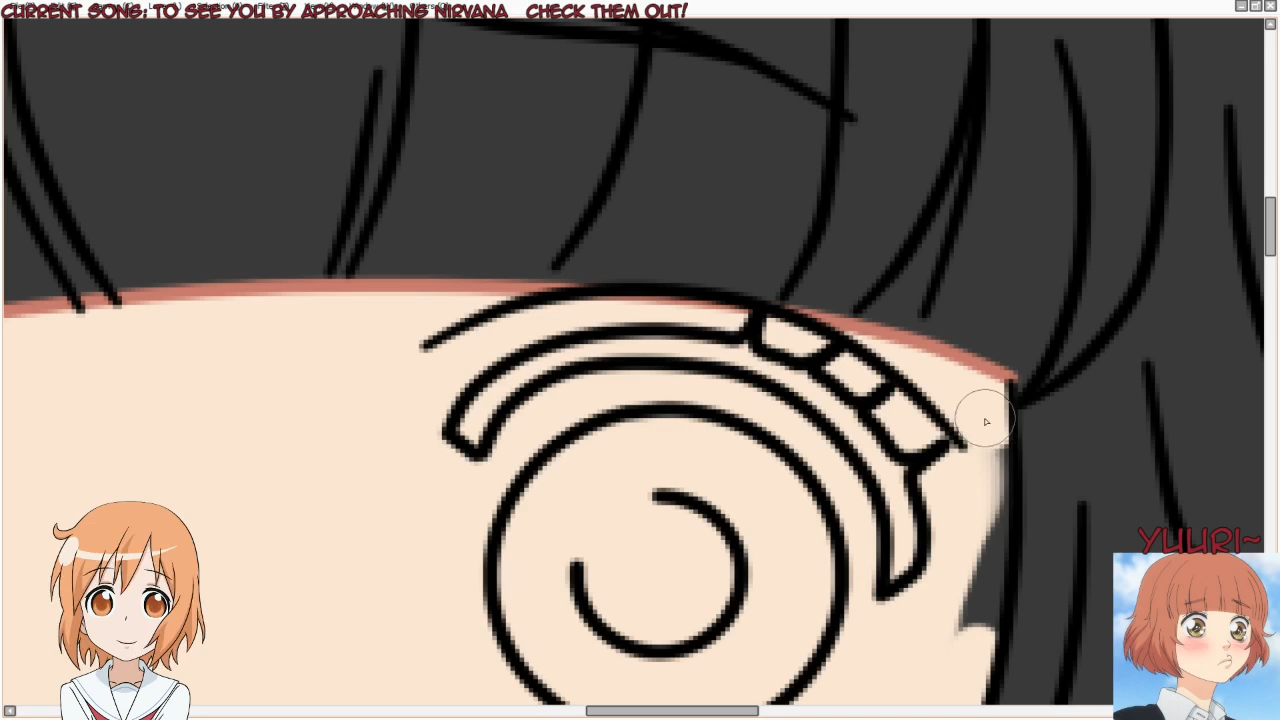 CURRENT SONG: TO SEE YOU BY APPROACHING NIRVANA   CHECK THEM OUT!
YUURI~